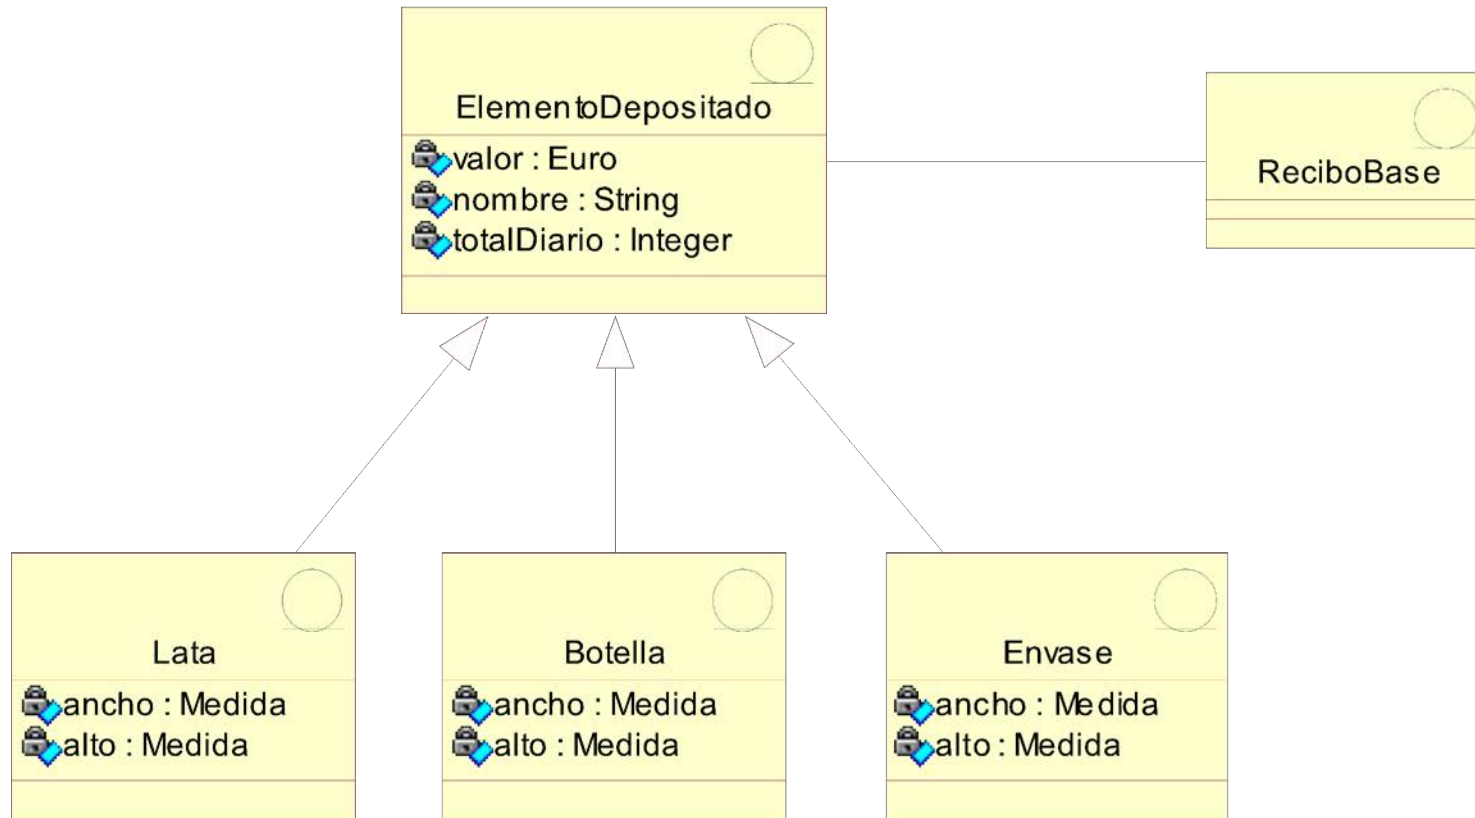 ElementoDepositado
valor : Euro
nombre : String
totalDiario : Integer
ReciboBase
Lata
ancho : Medida
alto : Medida
Botella
ancho : Medida
alto : Medida
Envase
ancho : Medida
alto : Medida